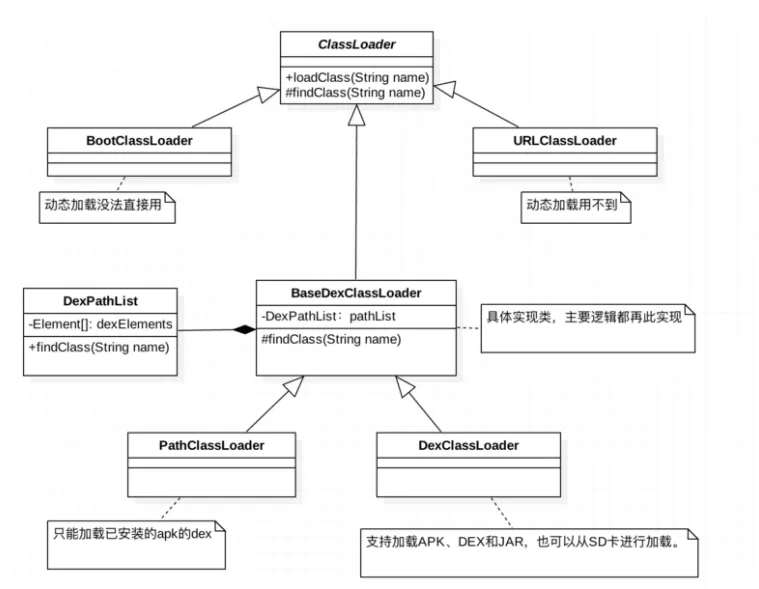 ClassLoader
+loadClass(String name)
#findClass(String name)
BootClassLoader
URLClassLoader
动态加载没法直接用
动态加载用不到
DexPathList
-Element[]: dexElements
+findClass(String name)
BaseDexClassLoader
-DexPathList：pathList
#findClass(String name)
具体实现类，主要逻辑都再此实现
PathClassLoader
DexClassLoader
只能加载已安装的apk的dex
支持加载APK、DEX和JAR，也可以从SD卡进行加载。